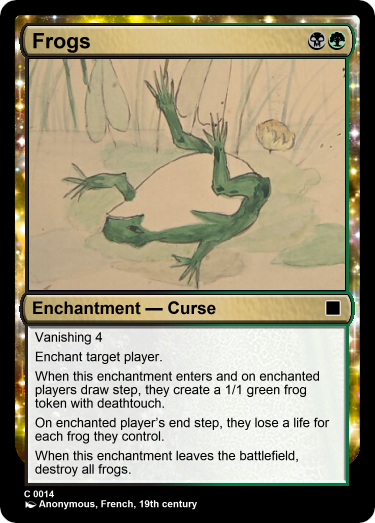 Frogs
Enchantment — Curse
Vanishing 4
Enchant target player.
When this enchantment enters and on enchanted
players draw step, they create a 1/1 green frog
token with deathtouch.
On enchanted player's end step, they lose a life for
each frog they control.
When this enchantment leaves the battlefield,
destroy all frogs.
C 0014
Anonymous, French, 19th century